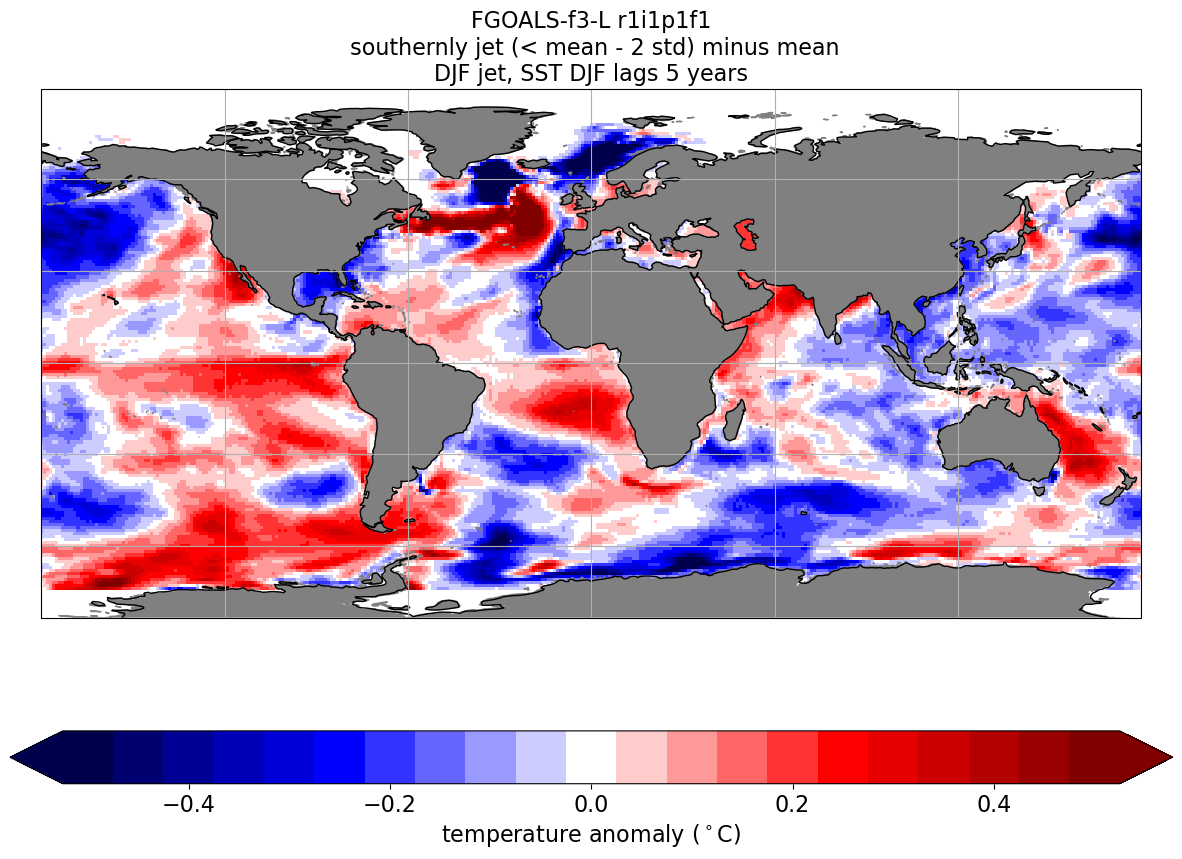 FGOALS-f3-L r1i1p1f1
southernly jet (< mean - 2 std) minus mean
DJF jet, SST DJF lags 5 years
−0.4 −0.2 0.0 0.2 0.4
temperature anomaly (°C)